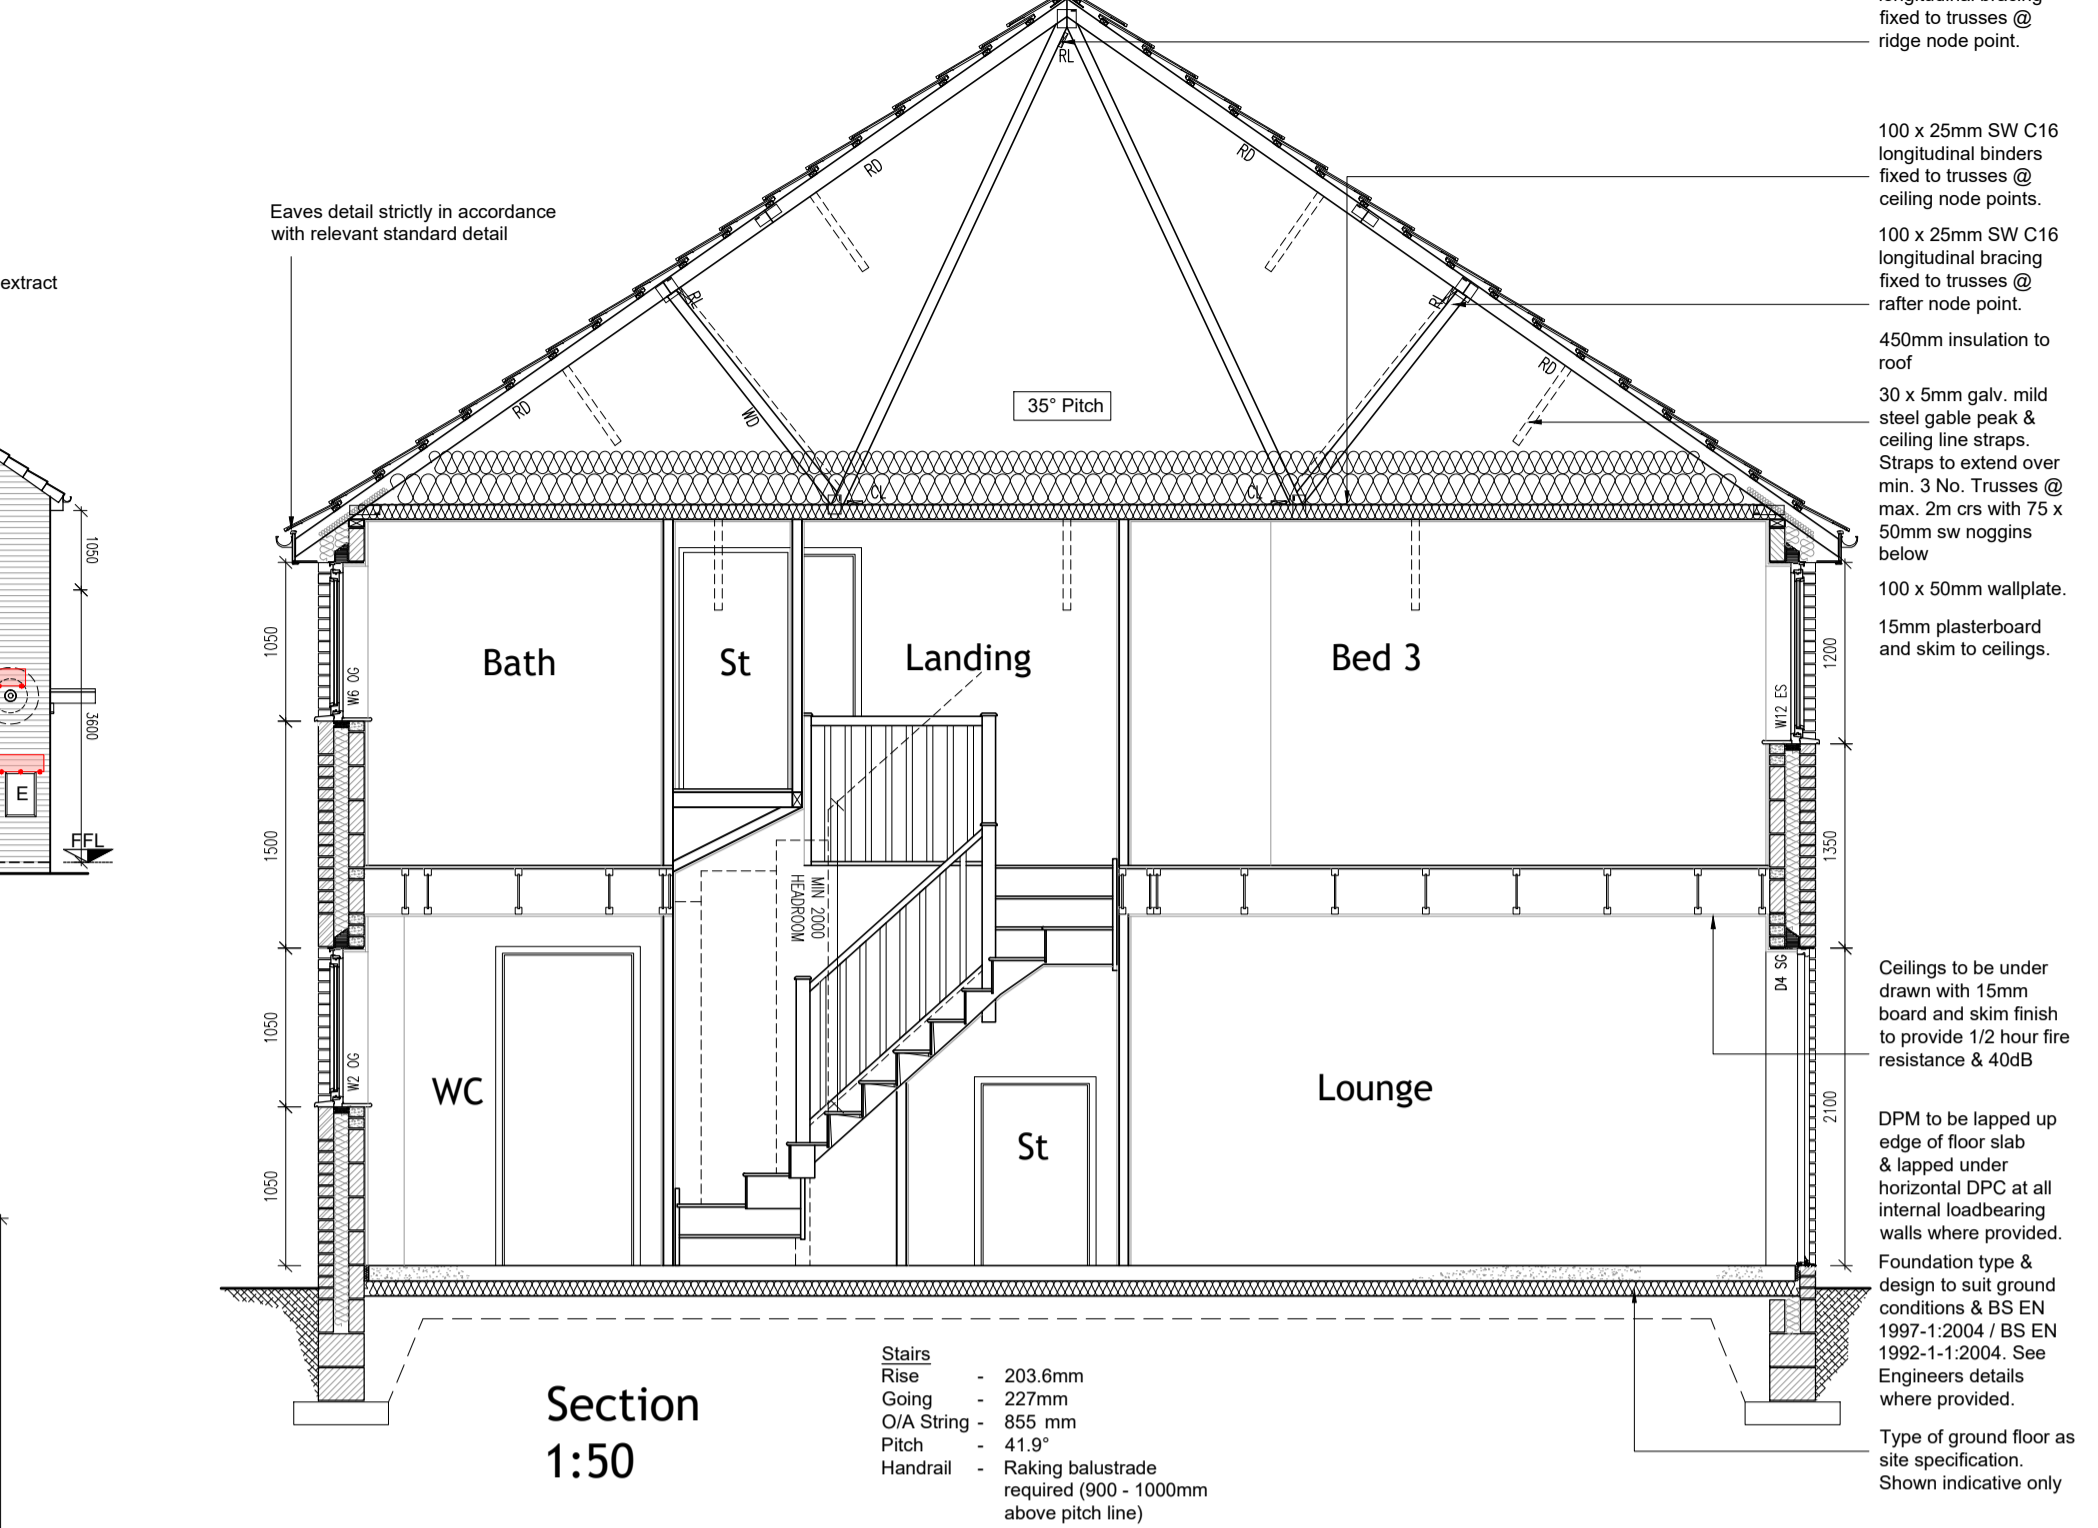 extract
1050
3600
E
FFL
Eaves detail strictly in accordance
with relevant standard detail
RL
RD
RD
RL
RL
RD
RD
WD
35° Pitch
CL
CL
Bath
St
Landing
Bed 3
W6 OG
W12 ES
1050
1500
1050
1050
1200
1350
2100
MIN 2000
HEADROOM
W2 OG
D4 SG
WC
St
Lounge
Section
1:50
Stairs
Rise - 203.6mm
Going - 227mm
O/A String - 855 mm
Pitch - 41.9°
Handrail - Raking balustrade
required (900 - 1000mm
above pitch line)
fixed to trusses @
ridge node point.
100 x 25mm SW C16
longitudinal binders
fixed to trusses @
ceiling node points.
100 x 25mm SW C16
longitudinal bracing
fixed to trusses @
rafter node point.
450mm insulation to
roof
30 x 5mm galv. mild
steel gable peak &
ceiling line straps.
Straps to extend over
min. 3 No. Trusses @
max. 2m crs with 75 x
50mm sw noggins
below
100 x 50mm wallplate.
15mm plasterboard
and skim to ceilings.
Ceilings to be under
drawn with 15mm
board and skim finish
to provide 1/2 hour fire
resistance & 40dB
DPM to be lapped up
edge of floor slab
& lapped under
horizontal DPC at all
internal loadbearing
walls where provided.
Foundation type &
design to suit ground
conditions & BS EN
1997-1:2004 / BS EN
1992-1-1:2004. See
Engineers details
where provided.
Type of ground floor as
site specification.
Shown indicative only